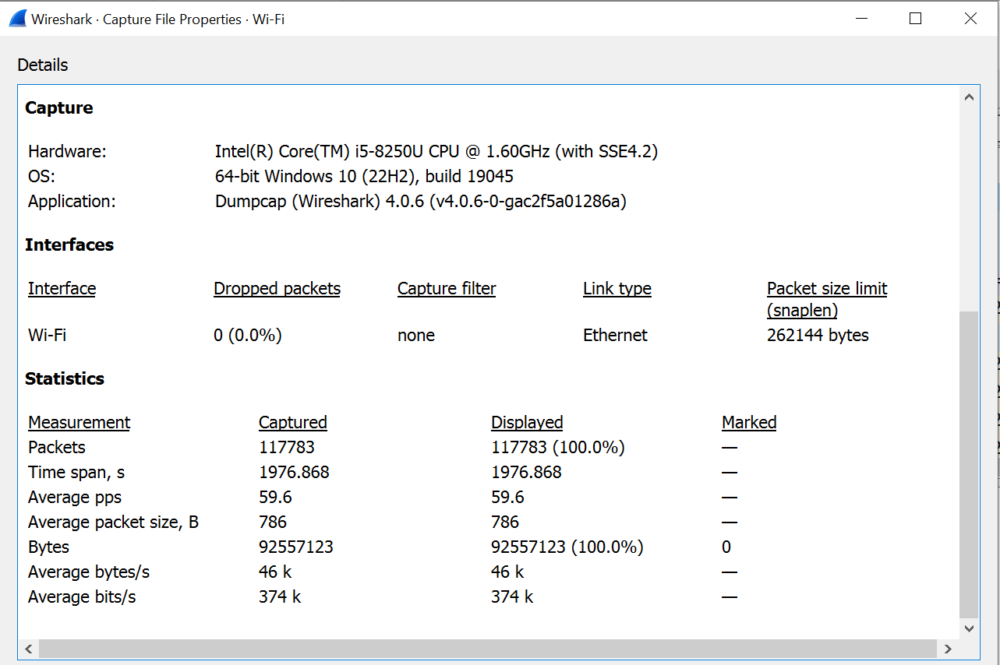 Wireshark · Capture File Properties · Wi-Fi
Details
Capture
Hardware: Intel(R) Core(TM) i5-8250U CPU @ 1.60GHz (with SSE4.2)
OS: 64-bit Windows 10 (22H2), build 19045
Application: Dumpcap (Wireshark) 4.0.6 (v4.0.6-0-gac2f5a01286a)
Interfaces
Interface Dropped packets Capture filter Link type Packet size limit
(snaplen)
Wi-Fi 0 (0.0%) none Ethernet 262144 bytes
Statistics
Measurement Captured Displayed Marked
Packets 117783 117783 (100.0%) —
Time span, s 1976.868 1976.868 —
Average pps 59.6 59.6 —
Average packet size, B 786 786 —
Bytes 92557123 92557123 (100.0%) 0
Average bytes/s 46 k 46 k —
Average bits/s 374 k 374 k —